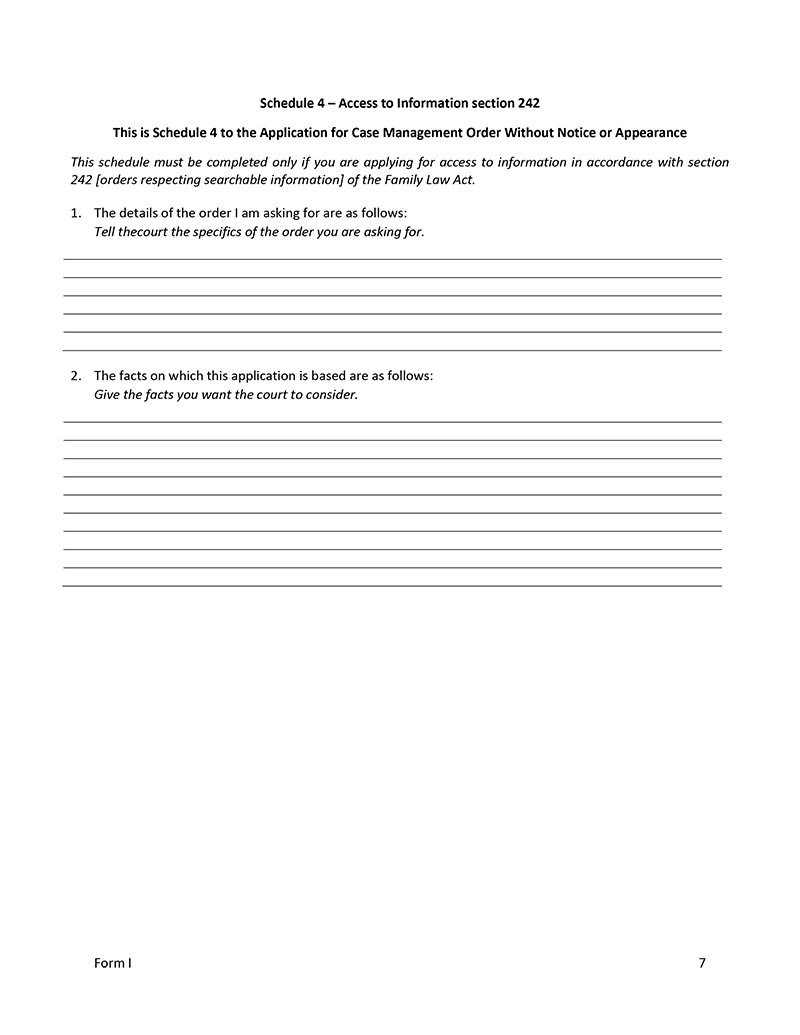 Schedule 4 – Access to Information section 242
This is Schedule 4 to the Application for Case Management Order Without Notice or Appearance
This schedule must be completed only if you are applying for access to information in accordance with section
242 [orders respecting searchable information] of the Family Law Act.
1. The details of the order I am asking for are as follows:
Tell thecourt the specifics of the order you are asking for.
2. The facts on which this application is based are as follows:
Give the facts you want the court to consider.
Form I 7